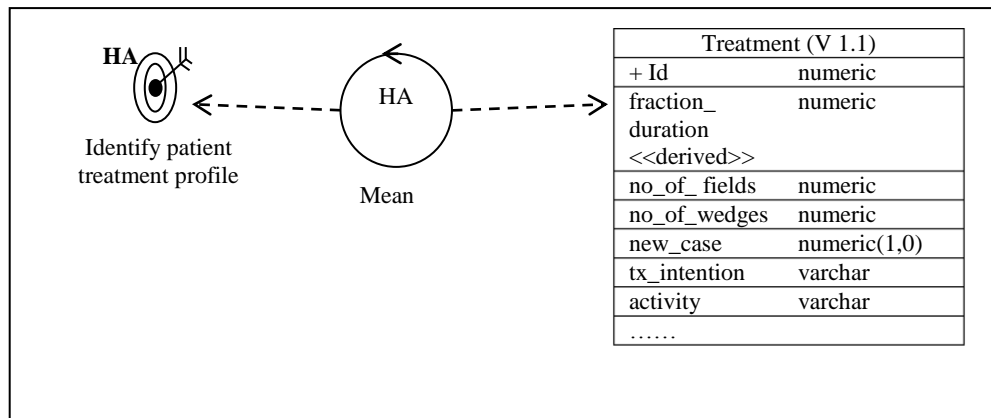 HA
Identify patient
treatment profile
HA
Mean
Treatment (V 1.1)
+ Id numeric
fraction_ numeric
duration
<<derived>>
no_of_ fields numeric
no_of_wedges numeric
new_case numeric(1,0)
tx_intention varchar
activity varchar
……